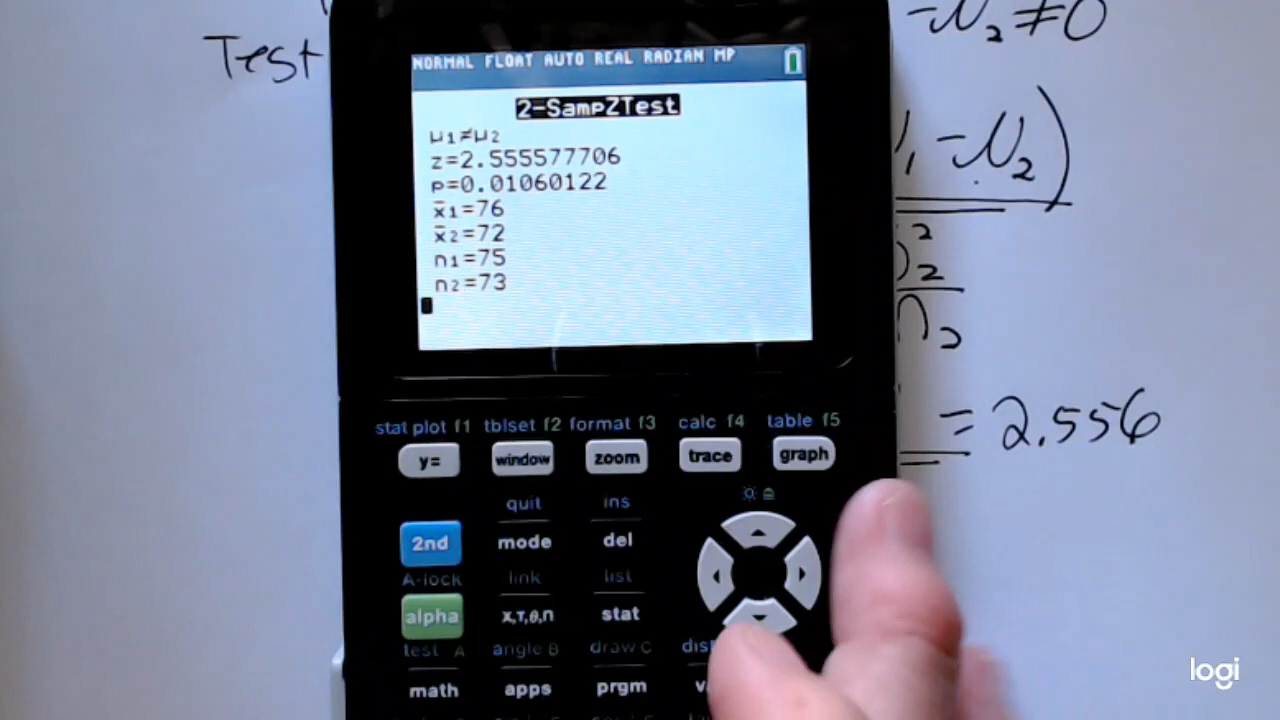 Test
-μ₂≠0
-μ₂)
= 2.556
NORMAL FLOAT AUTO REAL RADIAN MP
2-SampZTest
μ1≠μ2
z=2.555577706
p=0.01060122
x̄1=76
x̄2=72
n1=75
n2=73
stat plot f1 tblset f2 format f3 calc f4 table f5
y= window zoom trace graph
quit ins
2nd mode del
A-lock link list
alpha X,T,θ,n stat
test A angle B draw C
math apps prgm
logi